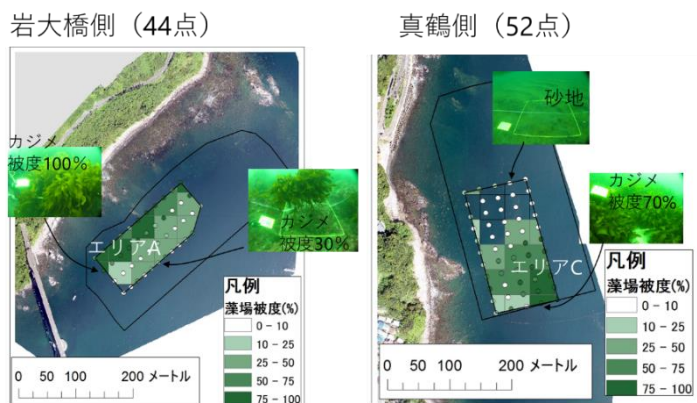 岩大橋側（44点）
カジメ
被度100%
カジメ
被度30%
エリアA
凡例
藻場被度(%)
0 - 10
10 - 25
25 - 50
50 - 75
75 - 100
0 50 100 200 メートル
真鶴側（52点）
砂地
カジメ
被度70%
エリアC
凡例
藻場被度(%)
0 - 10
10 - 25
25 - 50
50 - 75
75 - 100
0 50 100 200 メートル